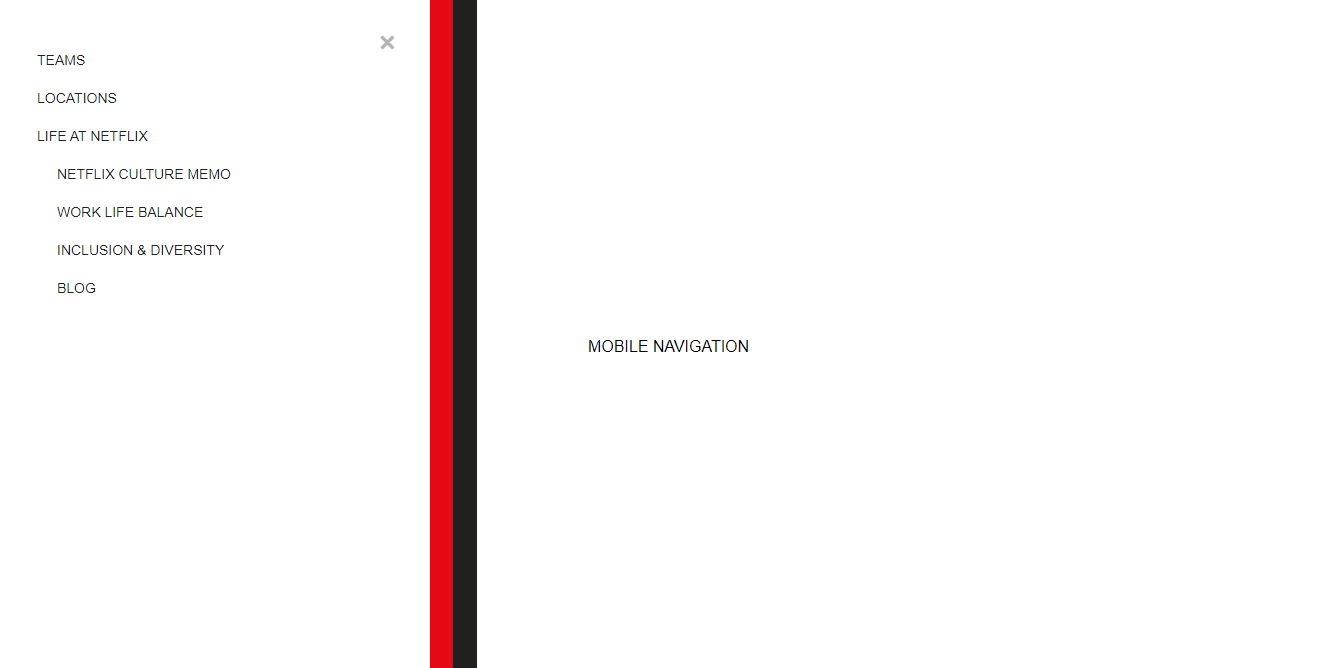 TEAMS
LOCATIONS
LIFE AT NETFLIX
NETFLIX CULTURE MEMO
WORK LIFE BALANCE
INCLUSION & DIVERSITY
BLOG
MOBILE NAVIGATION